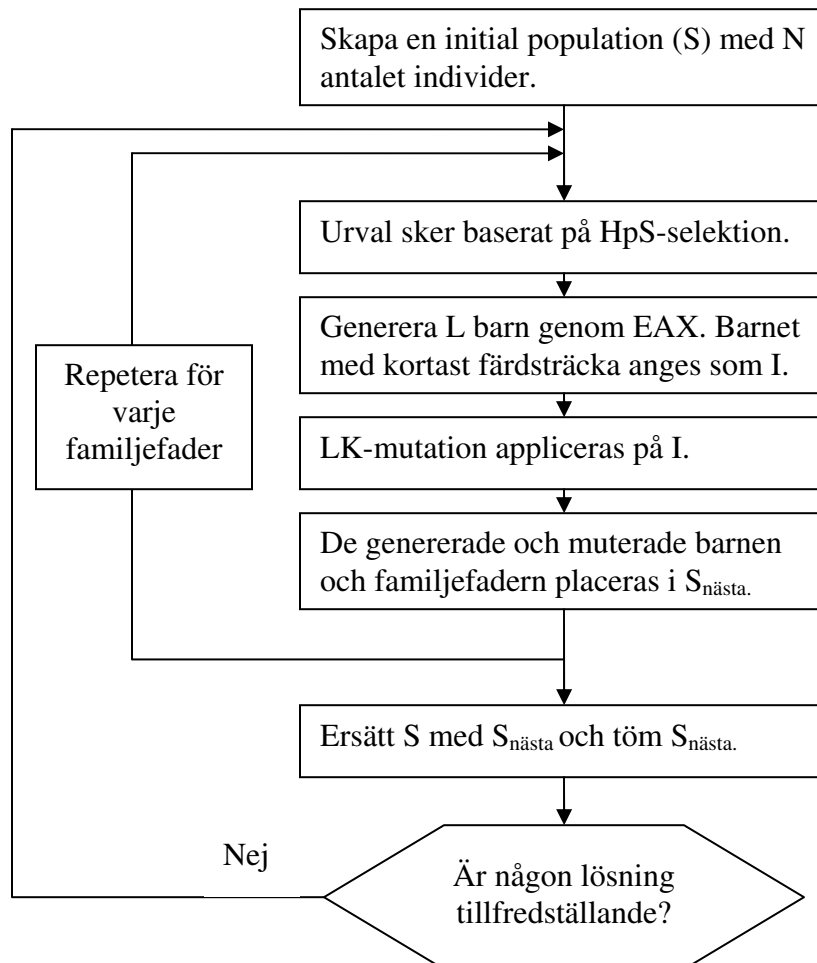 Skapa en initial population (S) med N
antalet individer.
Urval sker baserat på HpS-selektion.
Generera L barn genom EAX. Barnet
med kortast färdsträcka anges som I.
Repetera för
varje
familjefader
LK-mutation appliceras på I.
De genererade och muterade barnen
och familjefadern placeras i Snästa.
Ersätt S med Snästa och töm Snästa.
Nej
Är någon lösning
tillfredställande?